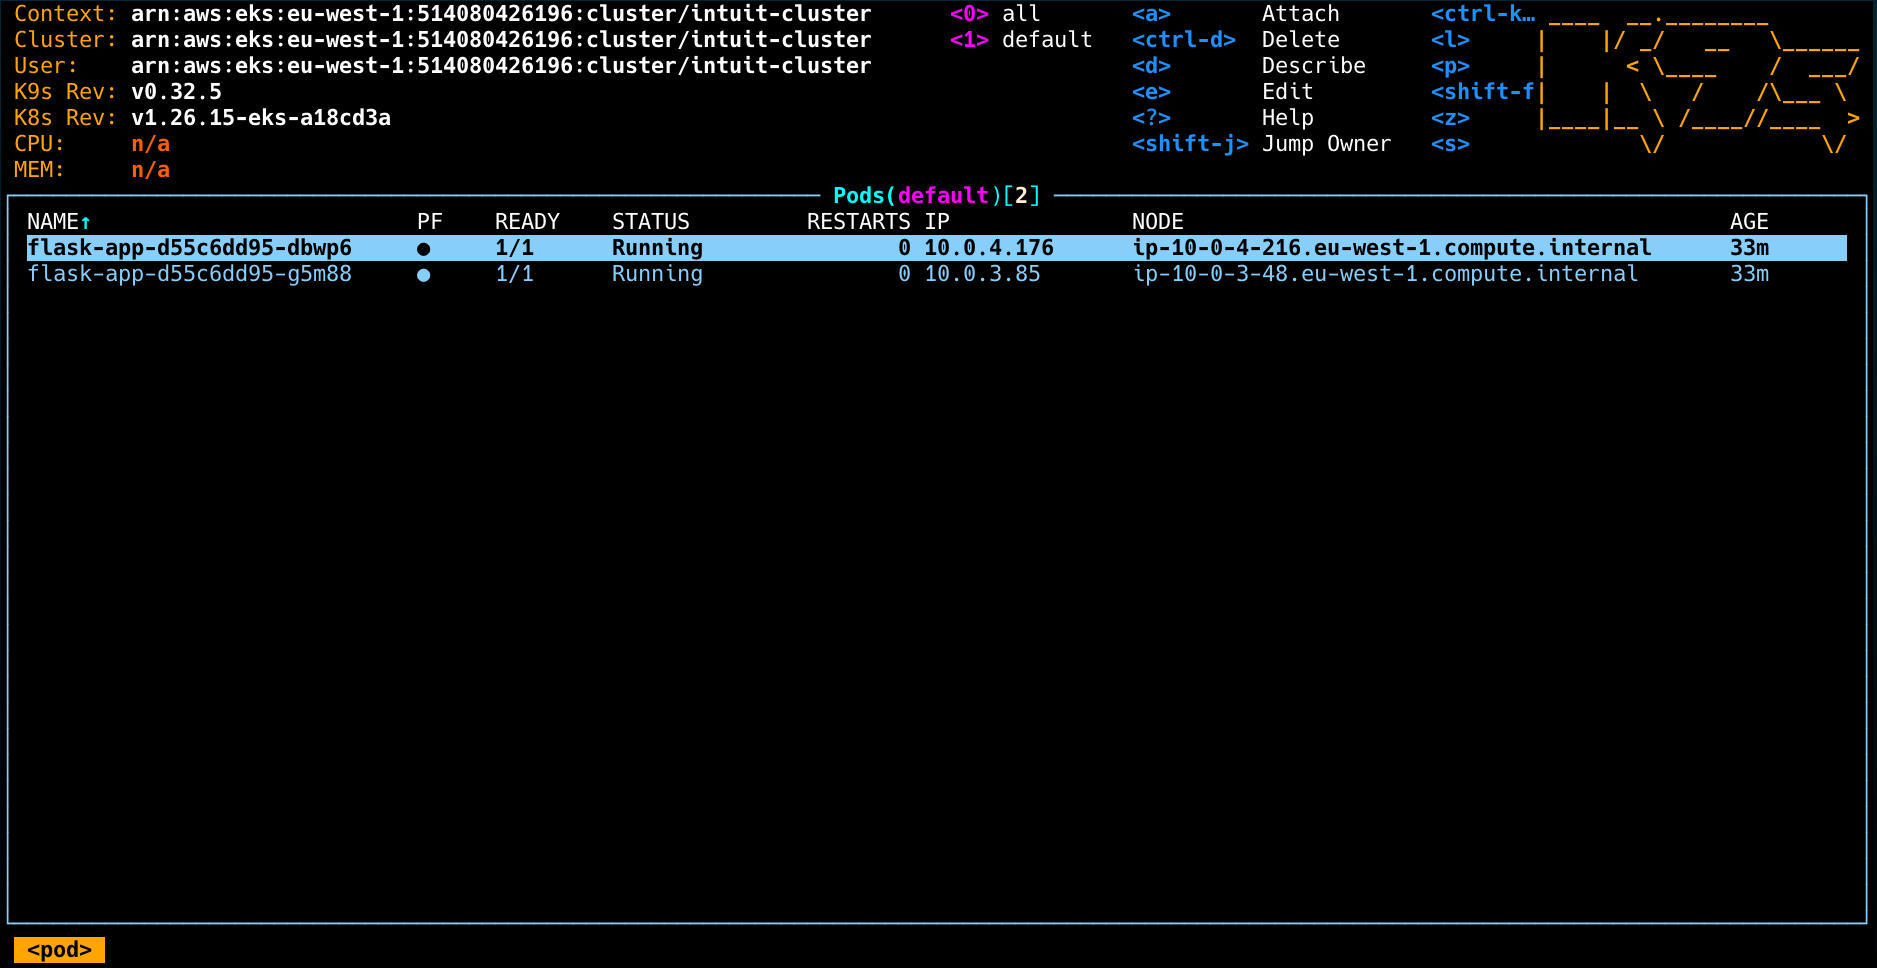 Context: arn:aws:eks:eu-west-1:514080426196:cluster/intuit-cluster <0> all <a> Attach <ctrl-k…
Cluster: arn:aws:eks:eu-west-1:514080426196:cluster/intuit-cluster <1> default <ctrl-d> Delete <l>
User: arn:aws:eks:eu-west-1:514080426196:cluster/intuit-cluster <d> Describe <p>
K9s Rev: v0.32.5 <e> Edit <shift-f
K8s Rev: v1.26.15-eks-a18cd3a <?> Help <z>
CPU: n/a <shift-j> Jump Owner <s>
MEM: n/a
Pods(default)[2]
NAME↑ PF READY STATUS RESTARTS IP NODE AGE
flask-app-d55c6dd95-dbwp6 ● 1/1 Running 0 10.0.4.176 ip-10-0-4-216.eu-west-1.compute.internal 33m
flask-app-d55c6dd95-g5m88 ● 1/1 Running 0 10.0.3.85 ip-10-0-3-48.eu-west-1.compute.internal 33m
<pod>